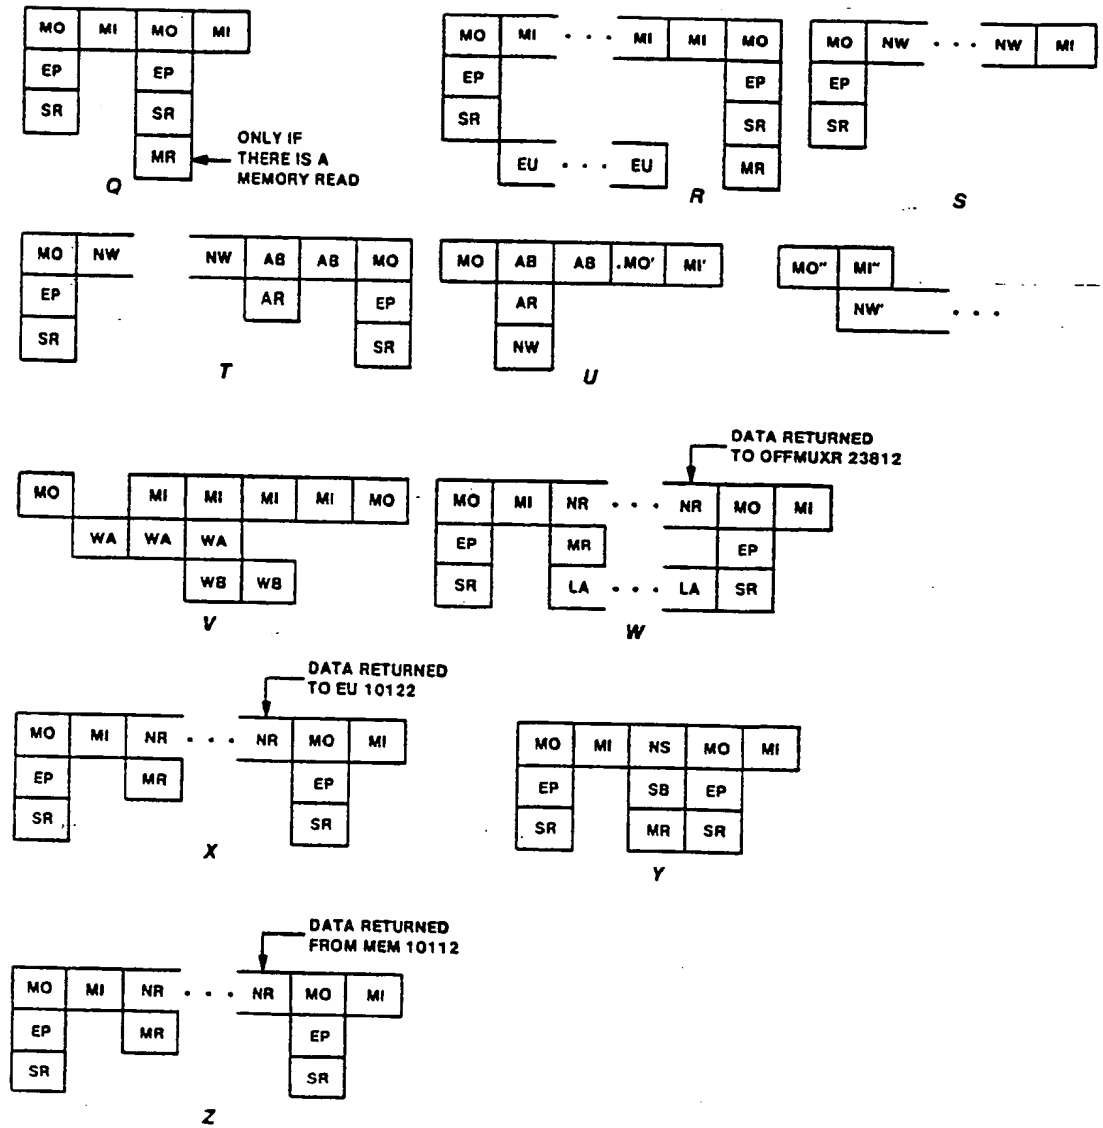 MO MI MO MI
EP EP
SR SR
MR
ONLY IF
THERE IS A
MEMORY READ
Q
MO MI . . . MI MI MO
EP EP
SR SR
EU . . . EU MR
R
MO NW . . . NW MI
EP
SR
S
MO NW NW AB AB MO
EP AR EP
SR SR
T
MO AB AB .MO' MI'
AR
NW
U
MO" MI"
NW' . . .
MO MI MI MI MI MO
WA WA WA
WB WB
V
DATA RETURNED
TO OFFMUXR 23812
MO MI NR . . . NR MO MI
EP MR EP
SR LA . . . LA SR
W
DATA RETURNED
TO EU 10122
MO MI NR . . . NR MO MI
EP MR EP
SR SR
X
MO MI NS MO MI
EP SB EP
SR MR SR
Y
DATA RETURNED
FROM MEM 10112
MO MI NR . . . NR MO MI
EP MR EP
SR SR
Z